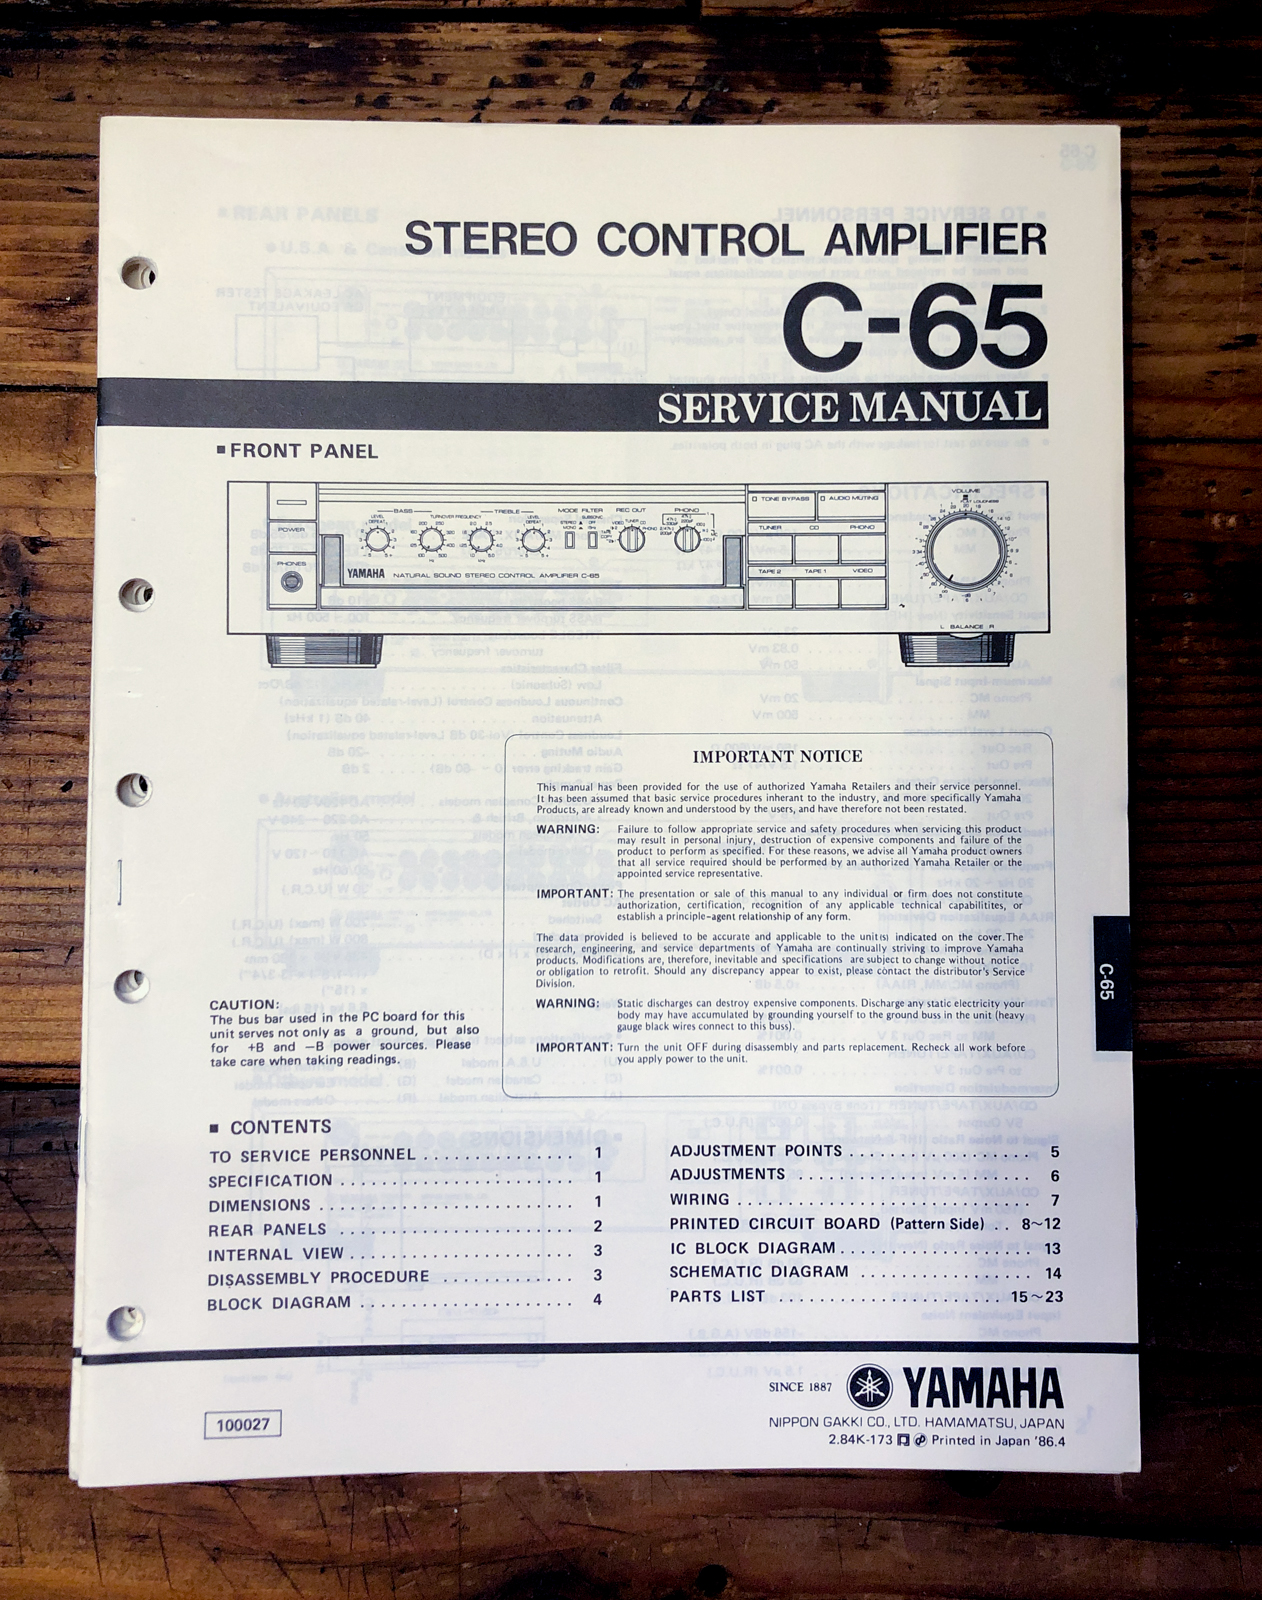 STEREO CONTROL AMPLIFIER
C-65
SERVICE MANUAL
■ FRONT PANEL
POWER
PHONES
BASS
TREBLE
LEVEL
DEFEAT
TURNOVER FREQUENCY
LEVEL
DEFEAT
MODE FILTER
SUBSONIC
STEREO
OFF
MONO
REC OUT
PHONO
YAMAHA NATURAL SOUND STEREO CONTROL AMPLIFIER C-65
TONE BYPASS
AUDIO MUTING
TUNER CD PHONO
TAPE 2 TAPE 1 VIDEO
VOLUME
L BALANCE R
IMPORTANT NOTICE
This manual has been provided for the use of authorized Yamaha Retailers and their service personnel.
It has been assumed that basic service procedures inherant to the industry, and more specifically Yamaha
Products, are already known and understood by the users, and have therefore not been restated.
WARNING: Failure to follow appropriate service and safety procedures when servicing this product
may result in personal injury, destruction of expensive components and failure of the
product to perform as specified. For these reasons, we advise all Yamaha product owners
that all service required should be performed by an authorized Yamaha Retailer or the
appointed service representative.
IMPORTANT: The presentation or sale of this manual to any individual or firm does not constitute
authorization, certification, recognition of any applicable technical capabilitites, or
establish a principle-agent relationship of any form.
The data provided is believed to be accurate and applicable to the unit(s) indicated on the cover. The
research, engineering, and service departments of Yamaha are continually striving to improve Yamaha
products. Modifications are, therefore, inevitable and specifications are subject to change without notice
or obligation to retrofit. Should any discrepancy appear to exist, please contact the distributor's Service
Division.
WARNING: Static discharges can destroy expensive components. Discharge any static electricity your
body may have accumulated by grounding yourself to the ground buss in the unit (heavy
gauge black wires connect to this buss).
IMPORTANT: Turn the unit OFF during disassembly and parts replacement. Recheck all work before
you apply power to the unit.
C-65
CAUTION:
The bus bar used in the PC board for this
unit serves not only as a ground, but also
for +B and −B power sources. Please
take care when taking readings.
■ CONTENTS
TO SERVICE PERSONNEL . . . . . . . . . . . . . . . 1
SPECIFICATION . . . . . . . . . . . . . . . . . . . . . . . 1
DIMENSIONS . . . . . . . . . . . . . . . . . . . . . . . . . 1
REAR PANELS . . . . . . . . . . . . . . . . . . . . . . . 2
INTERNAL VIEW . . . . . . . . . . . . . . . . . . . . . . 3
DISASSEMBLY PROCEDURE . . . . . . . . . . . . . 3
BLOCK DIAGRAM . . . . . . . . . . . . . . . . . . . . . 4
ADJUSTMENT POINTS . . . . . . . . . . . . . . . . . . 5
ADJUSTMENTS . . . . . . . . . . . . . . . . . . . . . . . 6
WIRING . . . . . . . . . . . . . . . . . . . . . . . . . . . . . 7
PRINTED CIRCUIT BOARD (Pattern Side) . . 8~12
IC BLOCK DIAGRAM . . . . . . . . . . . . . . . . . . . 13
SCHEMATIC DIAGRAM . . . . . . . . . . . . . . . . . 14
PARTS LIST . . . . . . . . . . . . . . . . . . . . . . . 15~23
SINCE 1887 YAMAHA
NIPPON GAKKI CO., LTD. HAMAMATSU, JAPAN
2.84K-173 Printed in Japan '86.4
100027